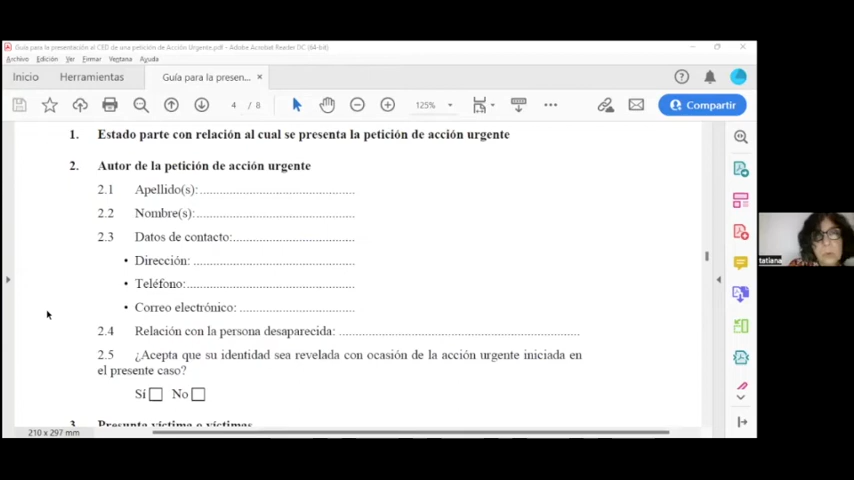 Guía para la presentación al CED de una petición de Acción Urgente.pdf - Adobe Acrobat Reader DC (64-bit)
Archivo Edición Ver Firmar Ventana Ayuda
Inicio Herramientas Guía para la presen... ×
4 / 8 125% Compartir
1. Estado parte con relación al cual se presenta la petición de acción urgente
2. Autor de la petición de acción urgente
2.1 Apellido(s):
2.2 Nombre(s):
2.3 Datos de contacto:
• Dirección:
• Teléfono:
• Correo electrónico:
2.4 Relación con la persona desaparecida:
2.5 ¿Acepta que su identidad sea revelada con ocasión de la acción urgente iniciada en
el presente caso?
Sí No
3. Presunta víctima o víctimas
210 x 297 mm
tatiana